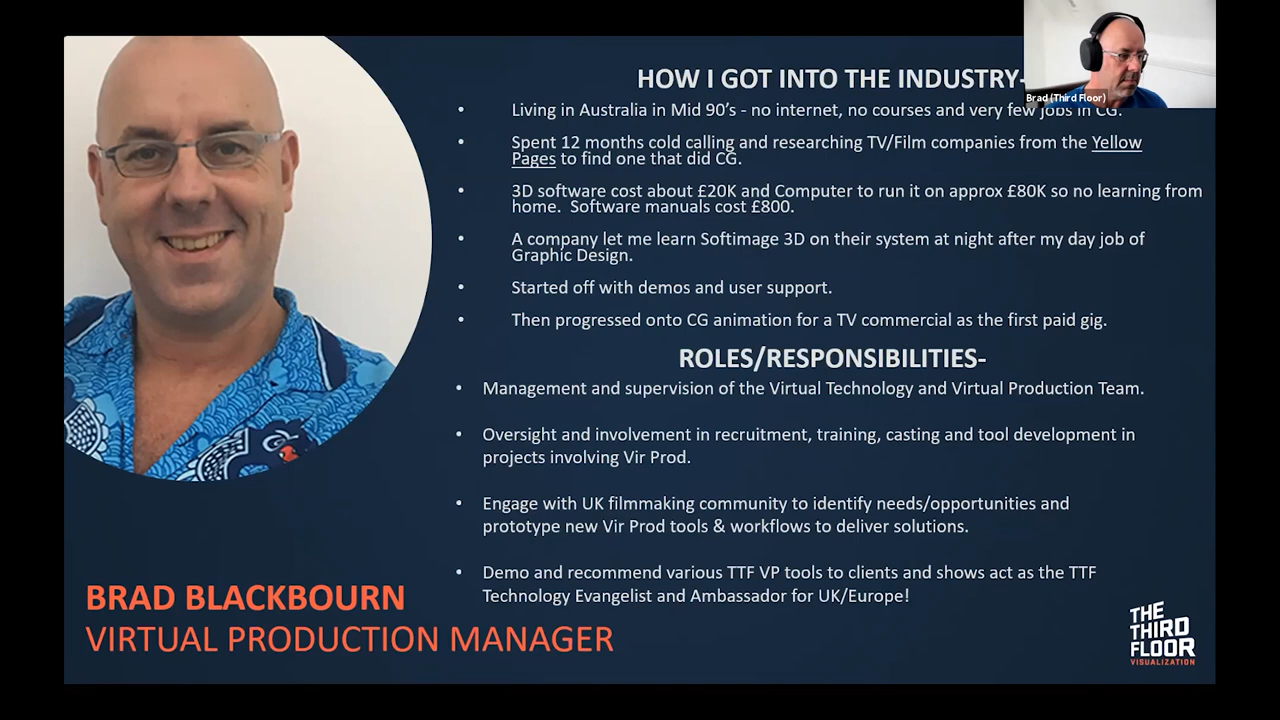 HOW I GOT INTO THE INDUSTRY-
Brad (Third Floor)
• Living in Australia in Mid 90's - no internet, no courses and very few jobs in CG.
• Spent 12 months cold calling and researching TV/Film companies from the Yellow
Pages to find one that did CG.
• 3D software cost about £20K and Computer to run it on approx £80K so no learning from
home. Software manuals cost £800.
• A company let me learn Softimage 3D on their system at night after my day job of
Graphic Design.
• Started off with demos and user support.
• Then progressed onto CG animation for a TV commercial as the first paid gig.
ROLES/RESPONSIBILITIES-
• Management and supervision of the Virtual Technology and Virtual Production Team.
• Oversight and involvement in recruitment, training, casting and tool development in
projects involving Vir Prod.
• Engage with UK filmmaking community to identify needs/opportunities and
prototype new Vir Prod tools & workflows to deliver solutions.
• Demo and recommend various TTF VP tools to clients and shows act as the TTF
Technology Evangelist and Ambassador for UK/Europe!
BRAD BLACKBOURN
VIRTUAL PRODUCTION MANAGER
THE
THIRD
FLOOR
VISUALIZATION